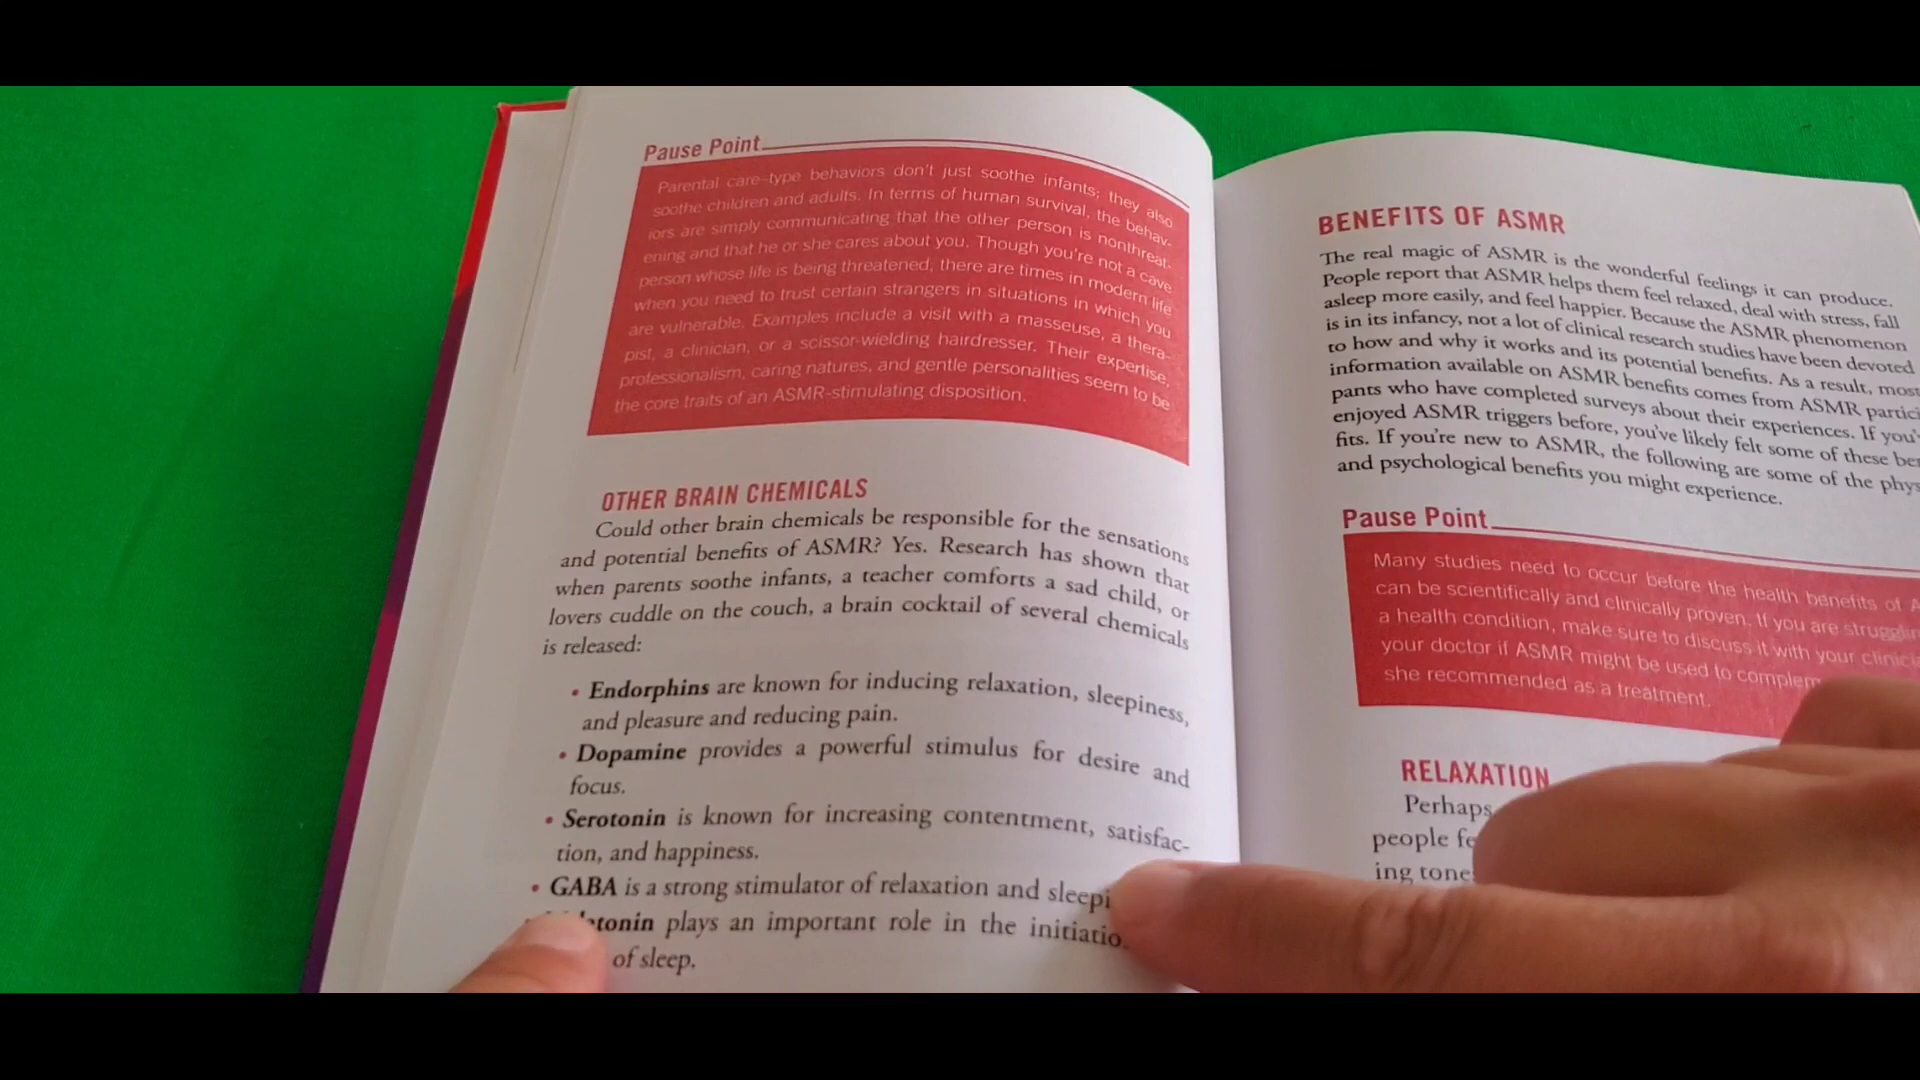 Pause Point
Parental care-type behaviors don't just soothe infants; they also
soothe children and adults. In terms of human survival, the behav-
iors are simply communicating that the other person is nonthreat-
ening and that he or she cares about you. Though you're not a cave
person whose life is being threatened, there are times in modern life
when you need to trust certain strangers in situations in which you
are vulnerable. Examples include a visit with a masseuse, a thera-
pist, a clinician, or a scissor-wielding hairdresser. Their expertise,
professionalism, caring natures, and gentle personalities seem to be
the core traits of an ASMR-stimulating disposition.
OTHER BRAIN CHEMICALS
Could other brain chemicals be responsible for the sensations
and potential benefits of ASMR? Yes. Research has shown that
when parents soothe infants, a teacher comforts a sad child, or
lovers cuddle on the couch, a brain cocktail of several chemicals
is released:
• Endorphins are known for inducing relaxation, sleepiness,
and pleasure and reducing pain.
• Dopamine provides a powerful stimulus for desire and
focus.
• Serotonin is known for increasing contentment, satisfac-
tion, and happiness.
• GABA is a strong stimulator of relaxation and sleepi
tonin plays an important role in the initiatio
of sleep.
BENEFITS OF ASMR
The real magic of ASMR is the wonderful feelings it can produce.
People report that ASMR helps them feel relaxed, deal with stress, fall
asleep more easily, and feel happier. Because the ASMR phenomenon
is in its infancy, not a lot of clinical research studies have been devoted
to how and why it works and its potential benefits. As a result, most
information available on ASMR benefits comes from ASMR partici
pants who have completed surveys about their experiences. If you'
enjoyed ASMR triggers before, you've likely felt some of these be
fits. If you're new to ASMR, the following are some of the phys
and psychological benefits you might experience.
Pause Point
Many studies need to occur before the health benefits of A
can be scientifically and clinically proven. If you are struggling
a health condition, make sure to discuss it with your clinici
your doctor if ASMR might be used to complem
she recommended as a treatment.
RELAXATION
Perhaps
people fe
ing tone